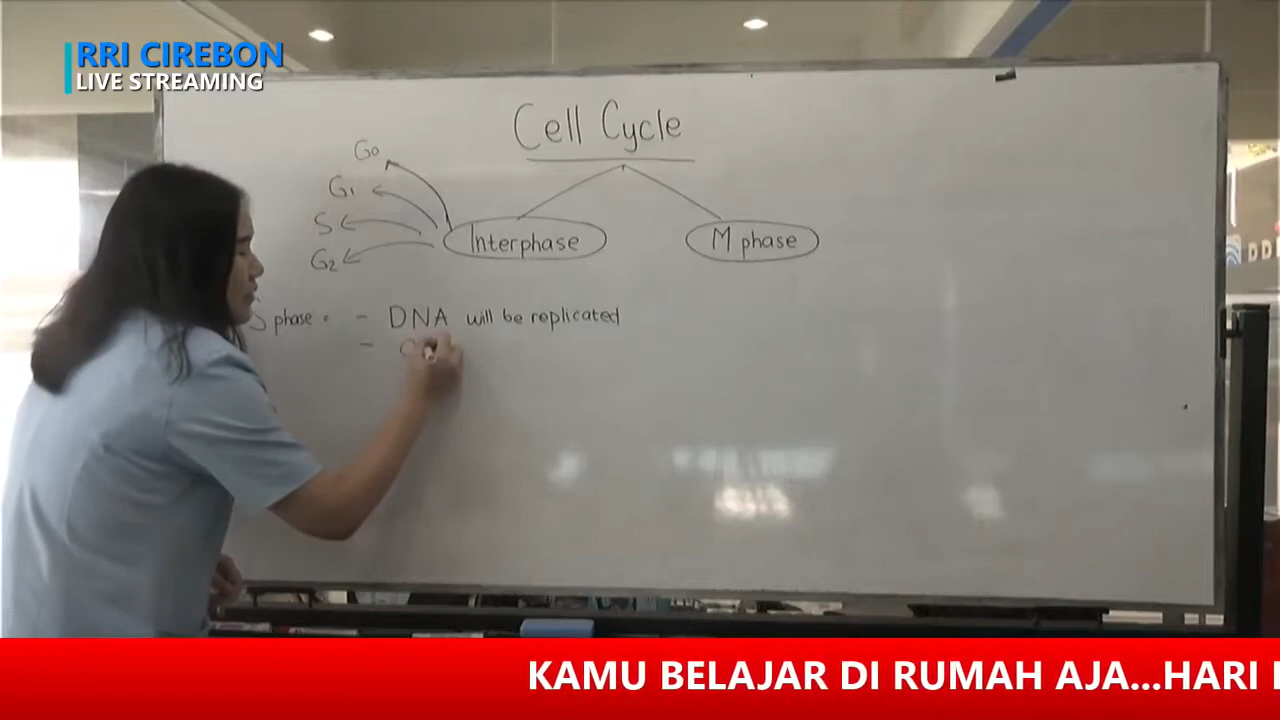 RRI CIREBON
LIVE STREAMING
Cell Cycle
G0
G1
S
G2
Interphase
M phase
S phase : - DNA will be replicated
-
KAMU BELAJAR DI RUMAH AJA...HARI